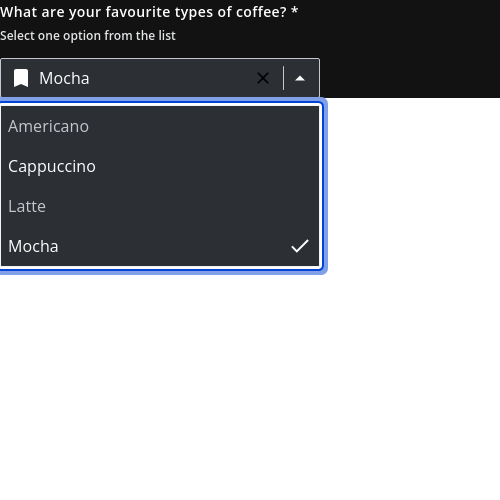 What are your favourite types of coffee? *
Select one option from the list
Mocha
Americano
Cappuccino
Latte
Mocha